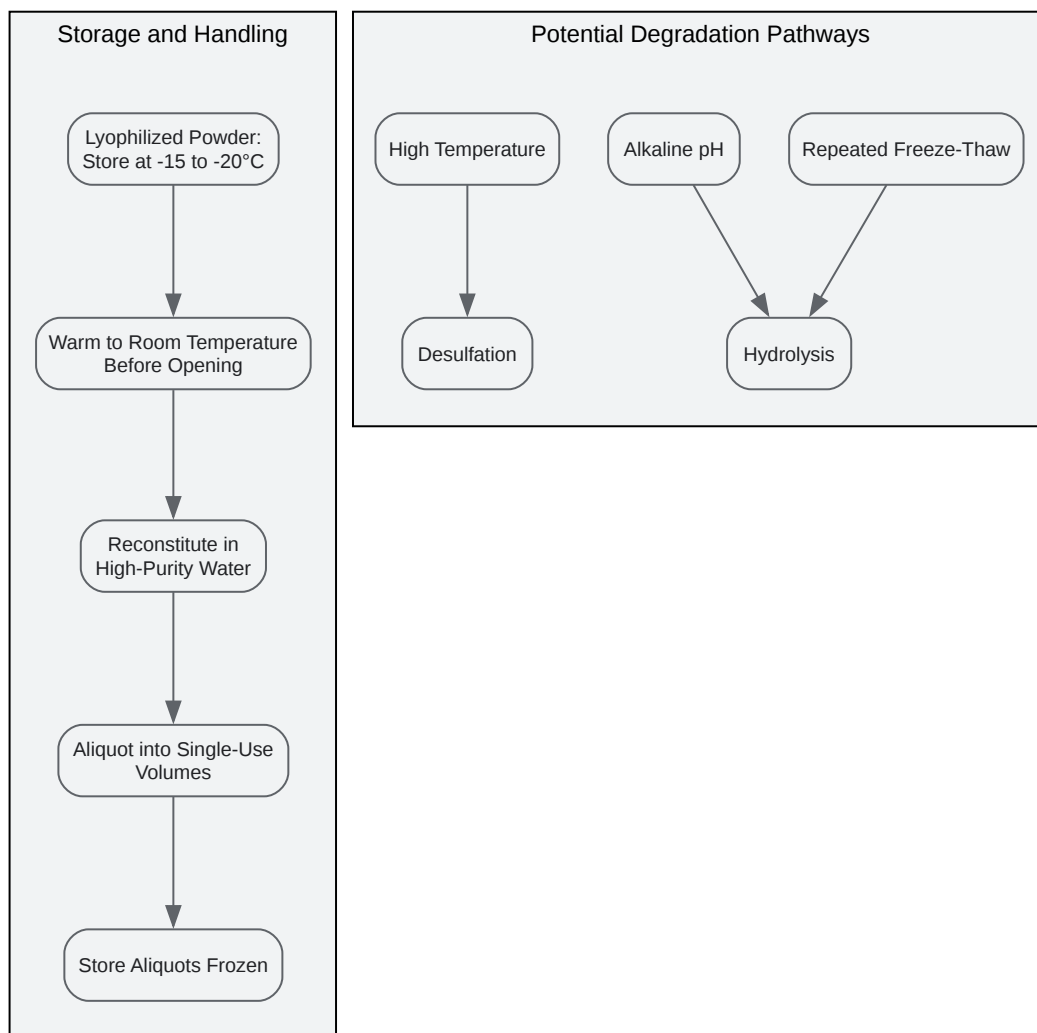 Storage and Handling
Lyophilized Powder:
Store at -15 to -20°C
Warm to Room Temperature
Before Opening
Reconstitute in
High-Purity Water
Aliquot into Single-Use
Volumes
Store Aliquots Frozen
Potential Degradation Pathways
High Temperature
Alkaline pH
Repeated Freeze-Thaw
Desulfation
Hydrolysis